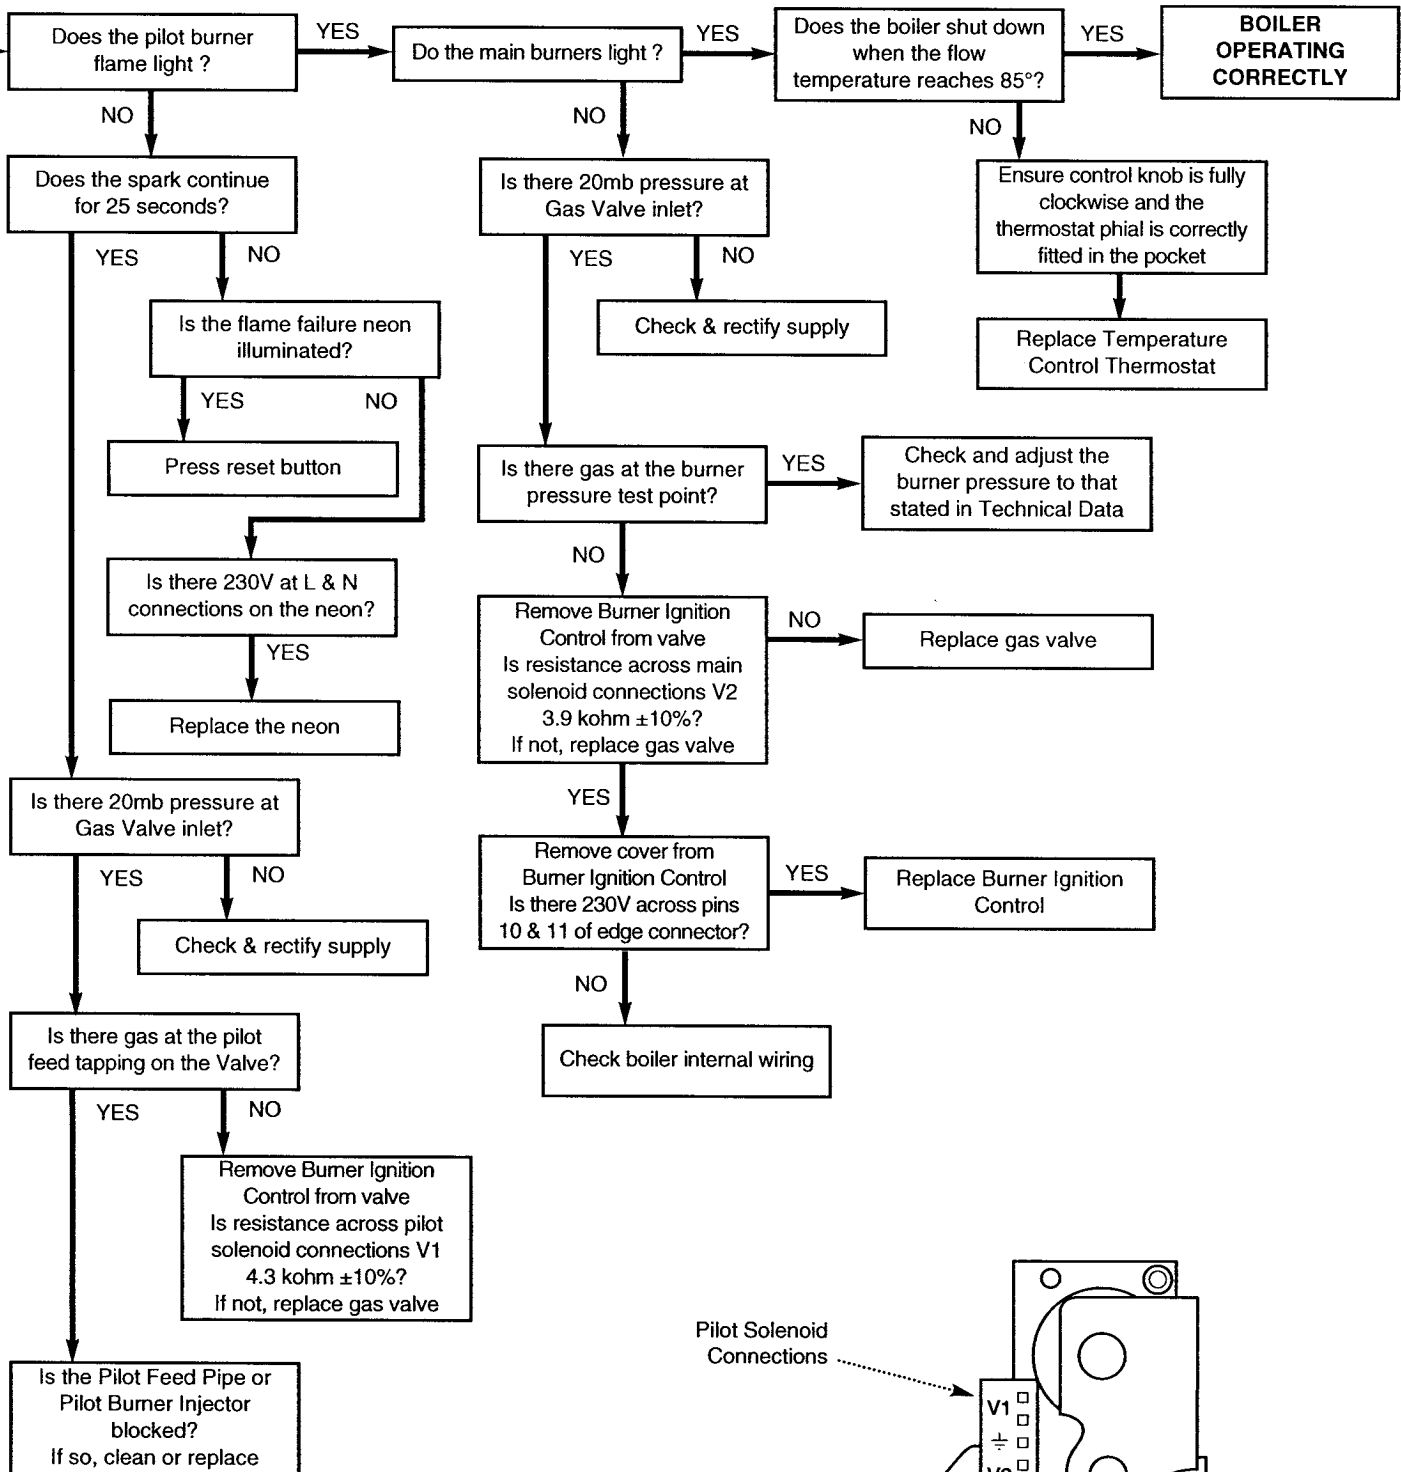 Does the pilot burner
flame light ?
YES
Do the main burners light ?
YES
Does the boiler shut down
when the flow
temperature reaches 85°?
YES
BOILER
OPERATING
CORRECTLY
NO
NO
NO
Does the spark continue
for 25 seconds?
YES
NO
Is there 20mb pressure at
Gas Valve inlet?
YES
NO
Ensure control knob is fully
clockwise and the
thermostat phial is correctly
fitted in the pocket
Is the flame failure neon
illuminated?
YES
NO
Check & rectify supply
Replace Temperature
Control Thermostat
Press reset button
Is there gas at the burner
pressure test point?
YES
Check and adjust the
burner pressure to that
stated in Technical Data
NO
Is there 230V at L & N
connections on the neon?
YES
Replace the neon
Remove Burner Ignition
Control from valve
Is resistance across main
solenoid connections V2
3.9 kohm ±10%?
If not, replace gas valve
NO
Replace gas valve
YES
Is there 20mb pressure at
Gas Valve inlet?
YES
NO
Check & rectify supply
Remove cover from
Burner Ignition Control
Is there 230V across pins
10 & 11 of edge connector?
YES
Replace Burner Ignition
Control
NO
Check boiler internal wiring
Is there gas at the pilot
feed tapping on the Valve?
YES
NO
Remove Burner Ignition
Control from valve
Is resistance across pilot
solenoid connections V1
4.3 kohm ±10%?
If not, replace gas valve
Is the Pilot Feed Pipe or
Pilot Burner Injector
blocked?
If so, clean or replace
Pilot Solenoid
Connections
V1